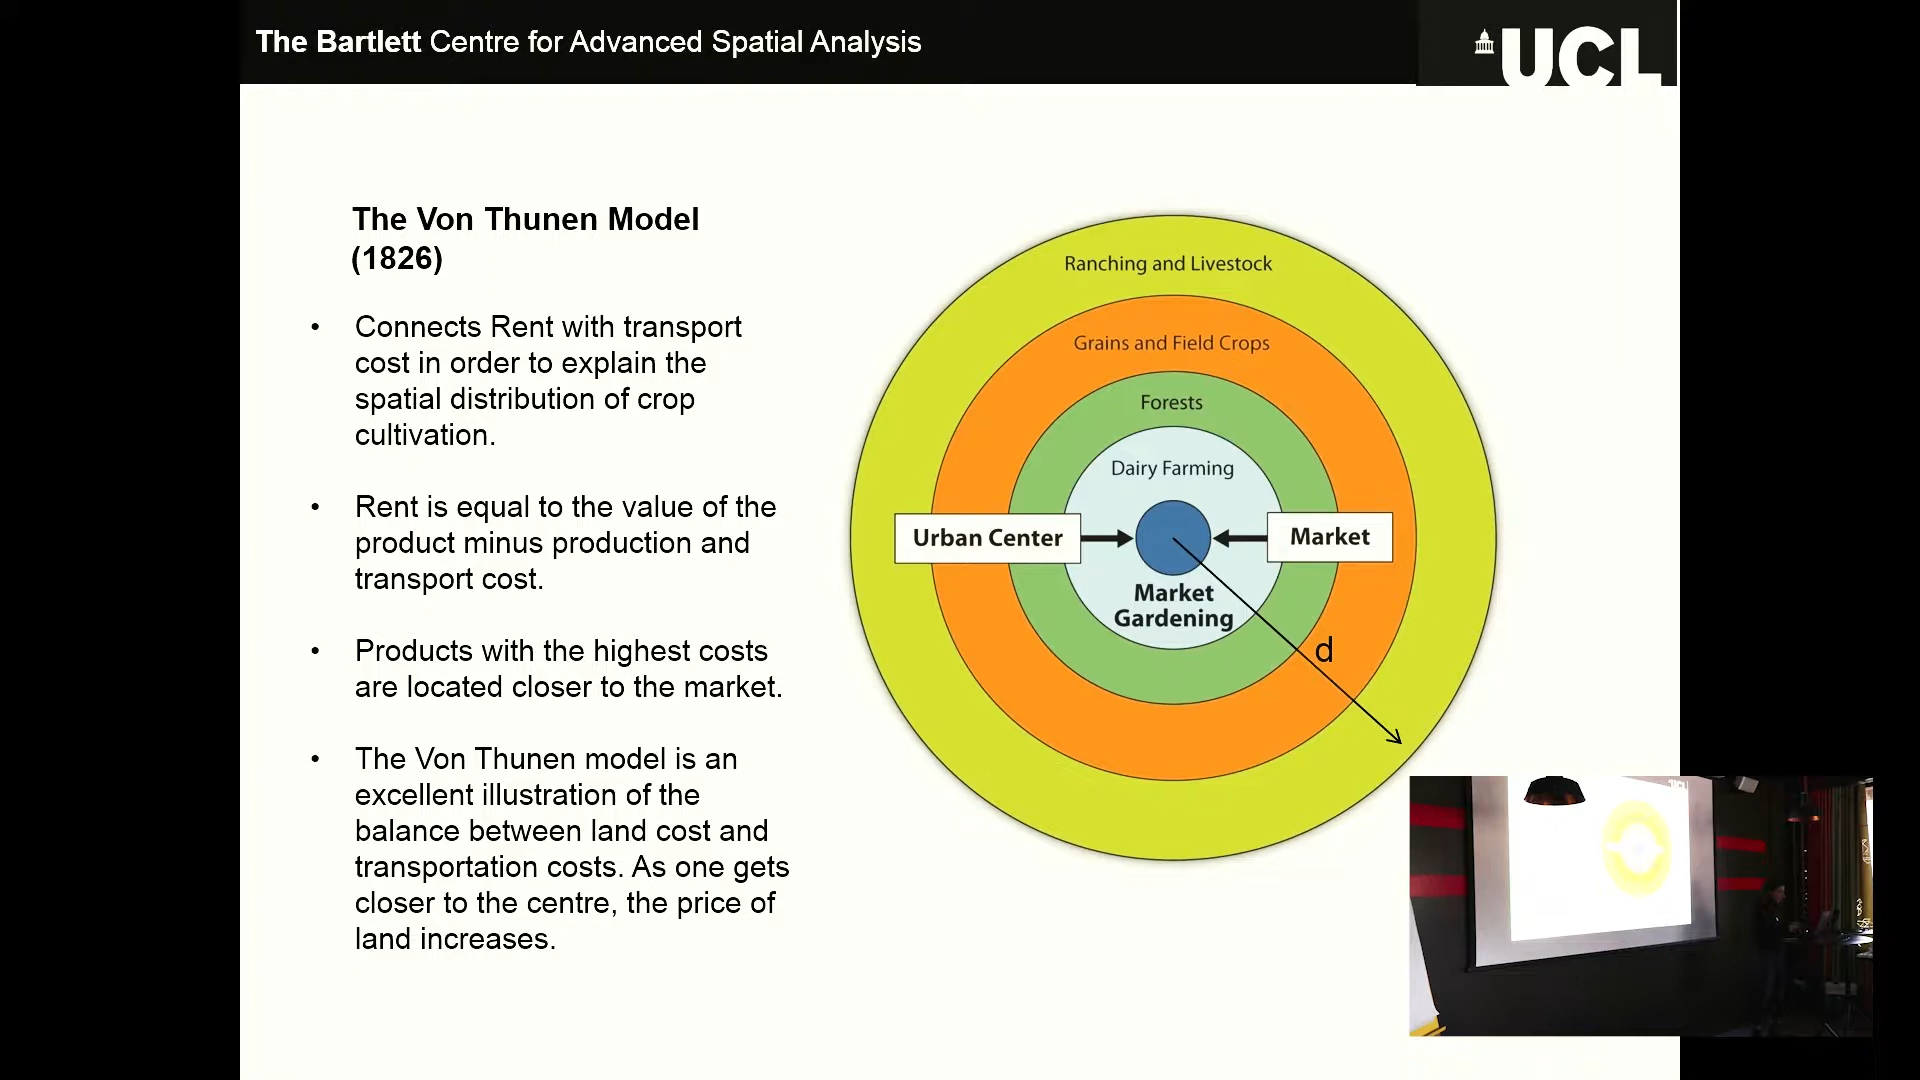 The Bartlett Centre for Advanced Spatial Analysis
UCL
The Von Thunen Model
(1826)
• Connects Rent with transport
cost in order to explain the
spatial distribution of crop
cultivation.
• Rent is equal to the value of the
product minus production and
transport cost.
• Products with the highest costs
are located closer to the market.
• The Von Thunen model is an
excellent illustration of the
balance between land cost and
transportation costs. As one gets
closer to the centre, the price of
land increases.
Ranching and Livestock
Grains and Field Crops
Forests
Dairy Farming
Urban Center
Market
Market
Gardening
d
UCL